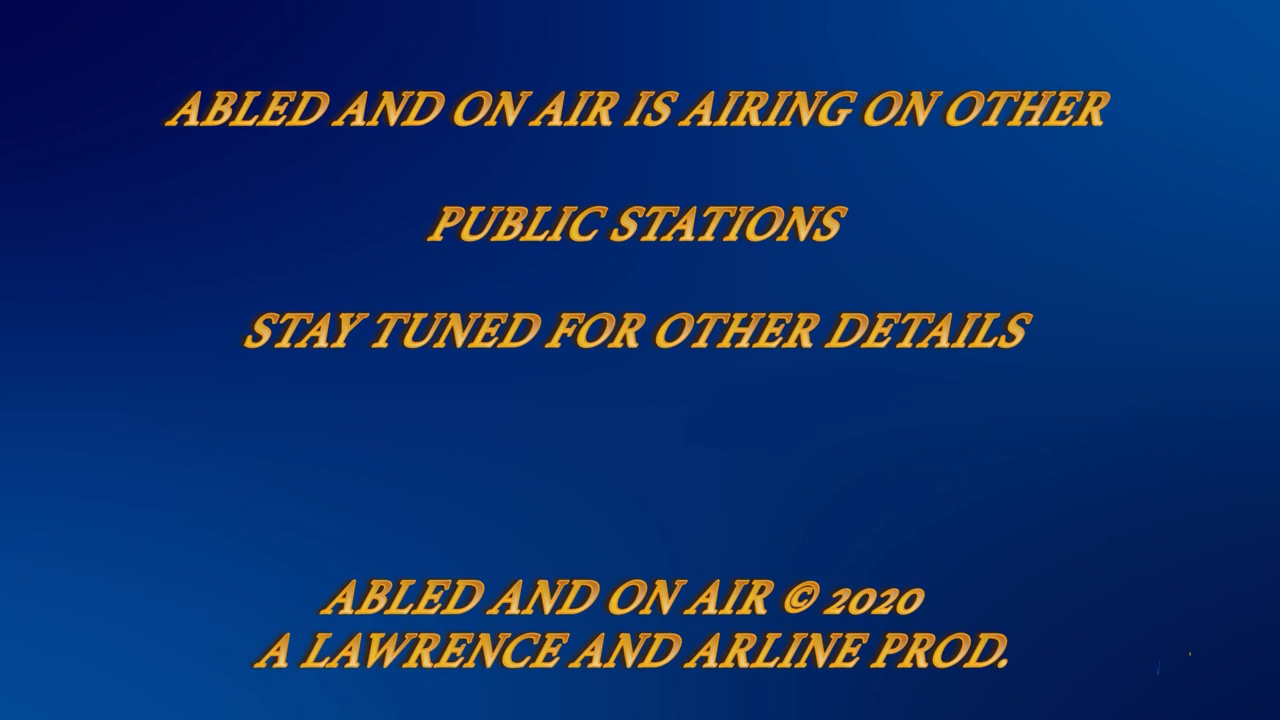 ABLED AND ON AIR IS AIRING ON OTHER
PUBLIC STATIONS
STAY TUNED FOR OTHER DETAILS
ABLED AND ON AIR © 2020
A LAWRENCE AND ARLINE PROD.